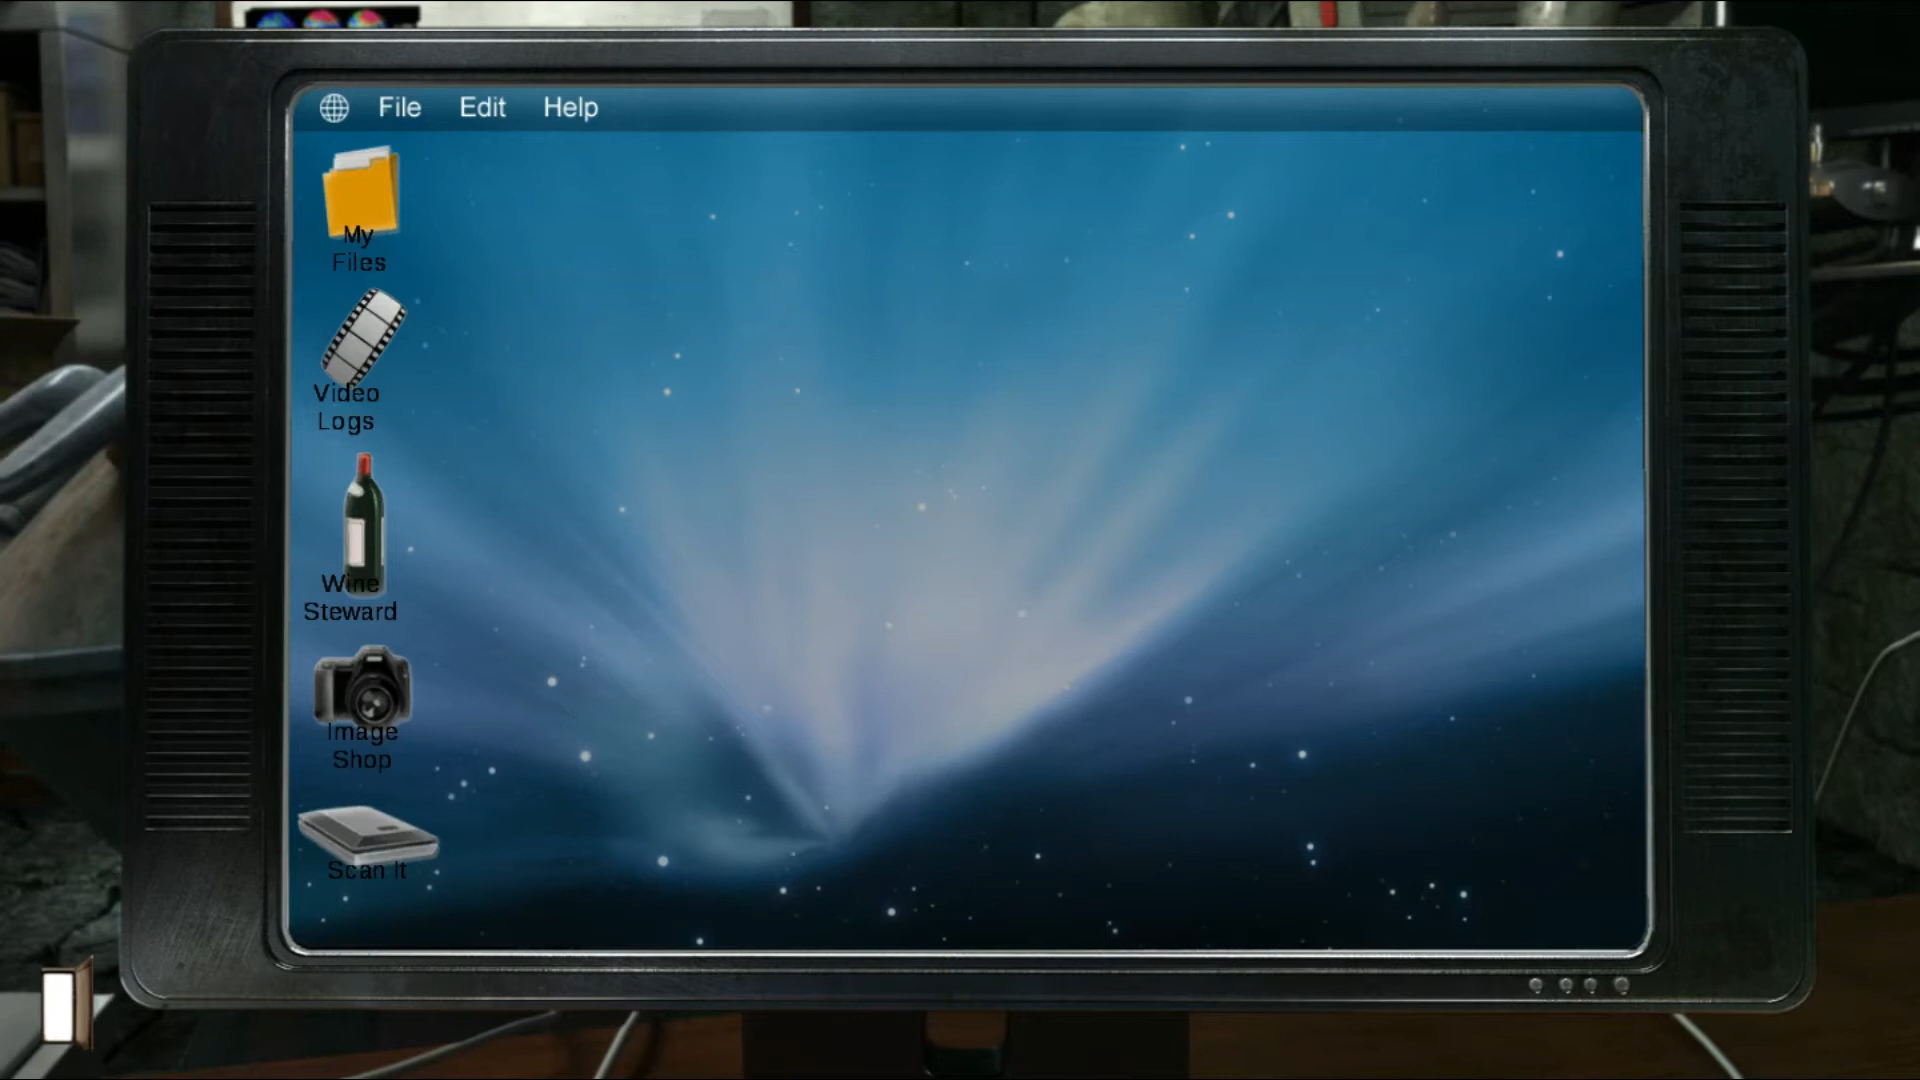 File Edit Help
My
Files
Video
Logs
Wine
Steward
Image
Shop
Scan It